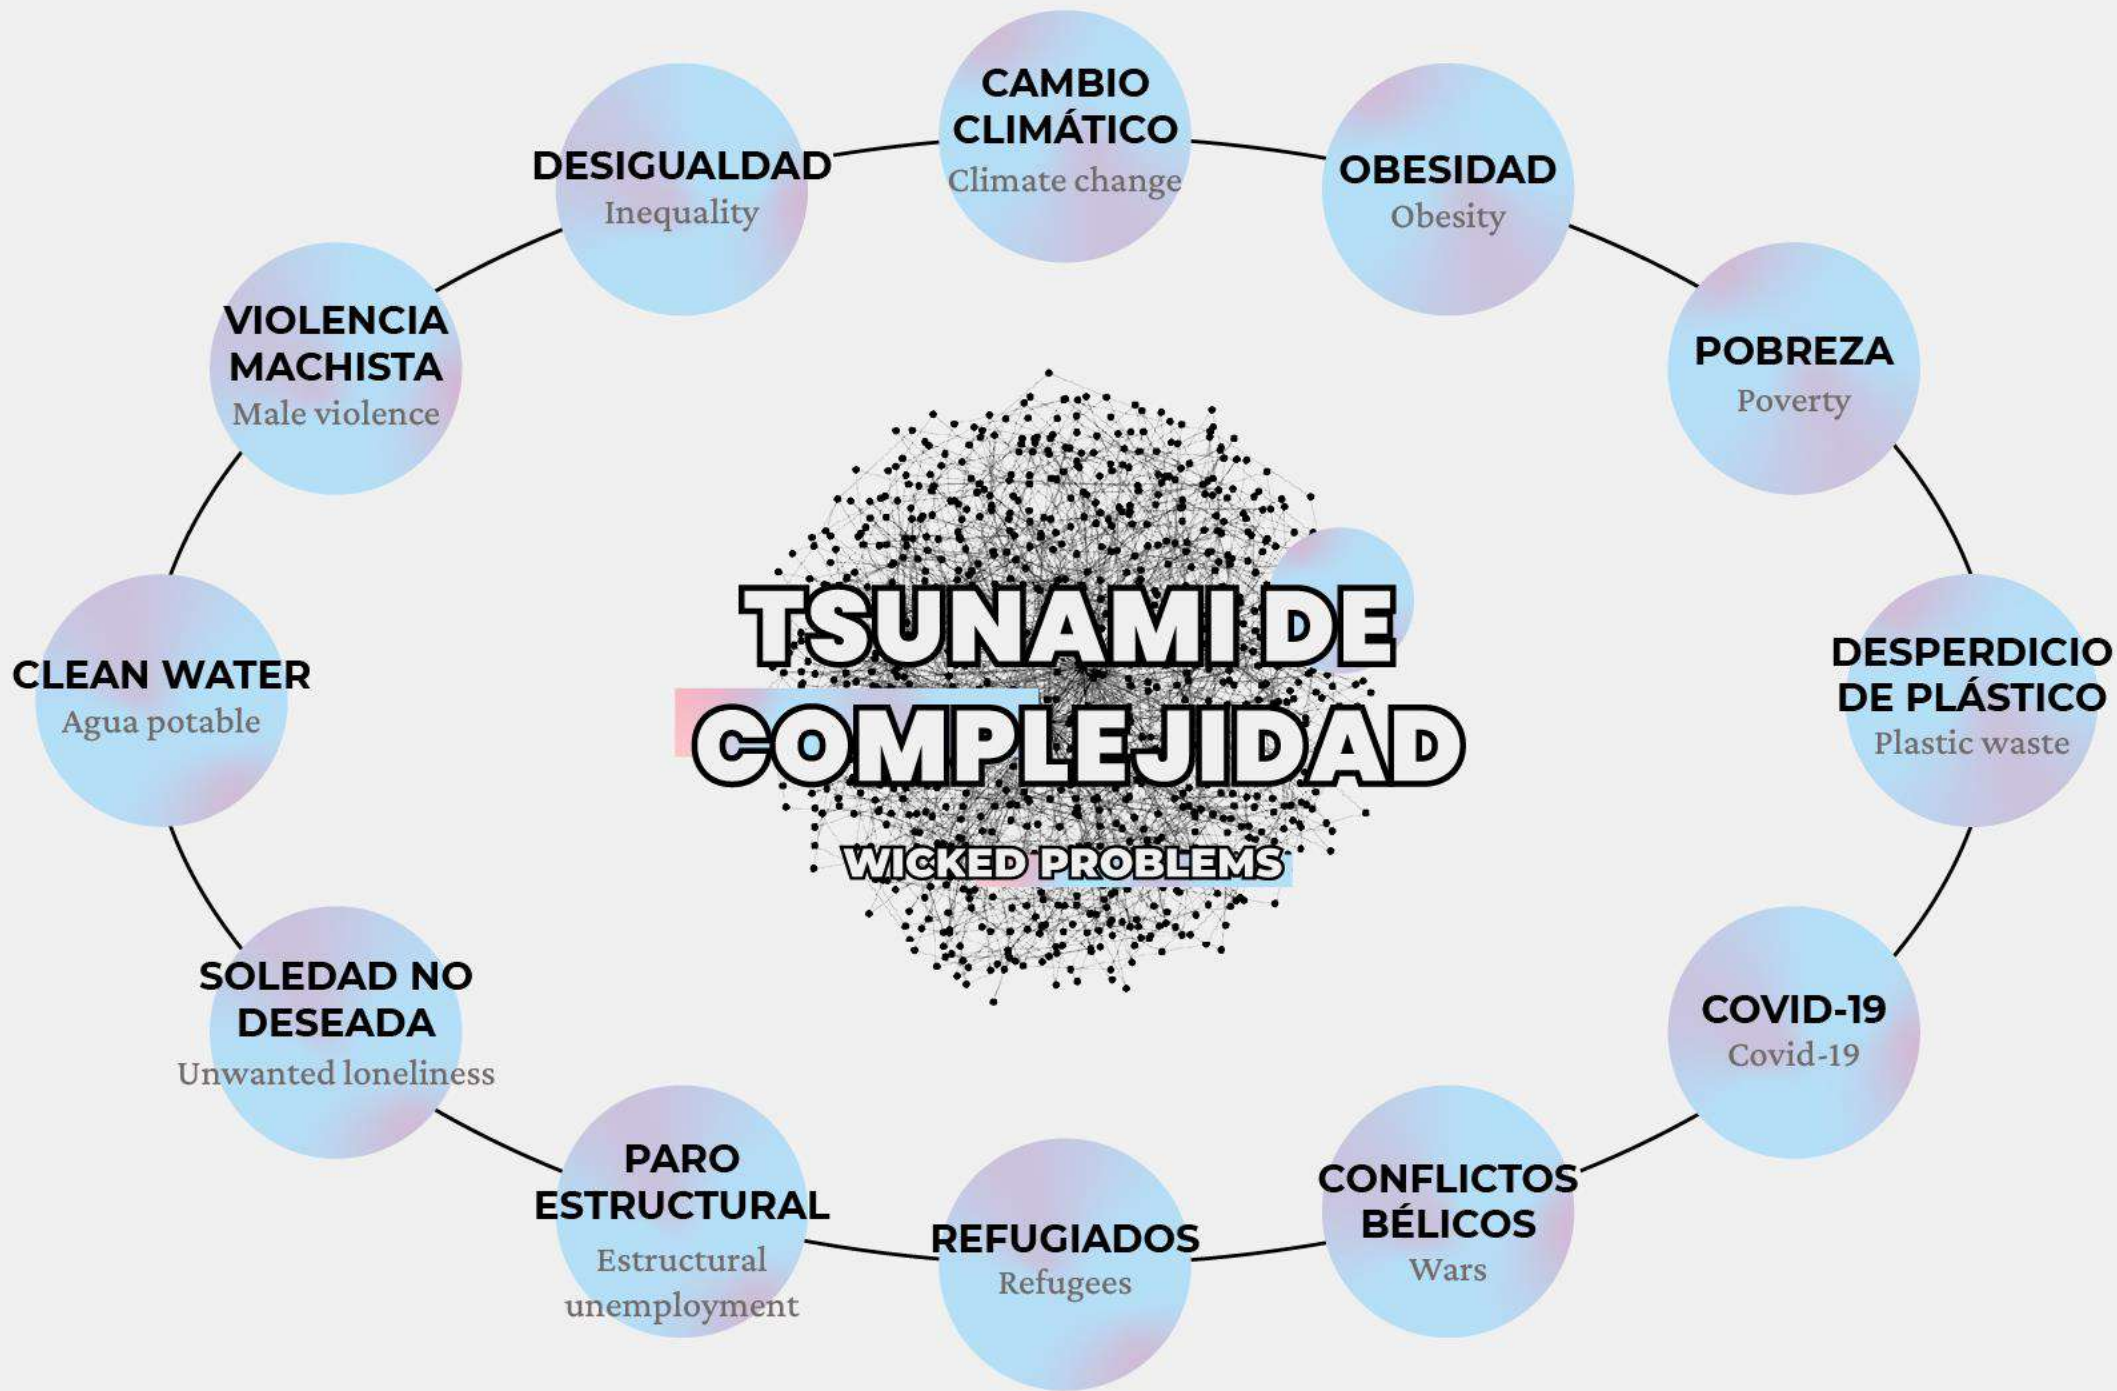 CAMBIO
CLIMÁTICO
Climate change
OBESIDAD
Obesity
POBREZA
Poverty
DESPERDICIO
DE PLÁSTICO
Plastic waste
COVID-19
Covid-19
CONFLICTOS
BÉLICOS
Wars
REFUGIADOS
Refugees
PARO
ESTRUCTURAL
Estructural
unemployment
SOLEDAD NO
DESEADA
Unwanted loneliness
CLEAN WATER
Agua potable
VIOLENCIA
MACHISTA
Male violence
DESIGUALDAD
Inequality
TSUNAMI DE
COMPLEJIDAD
WICKED PROBLEMS